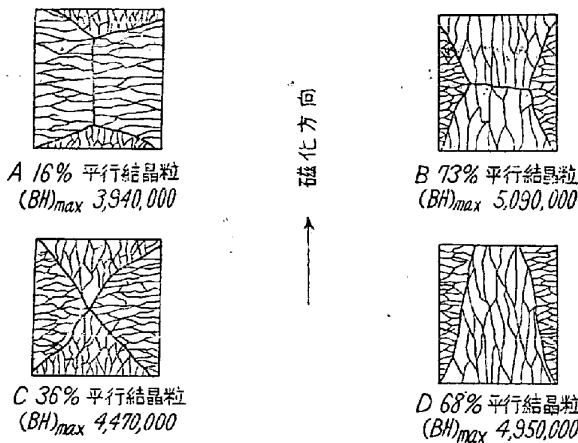 A 16% 平行結晶粒
(BH)max 3,940,000
磁化方向
B 73% 平行結晶粒
(BH)max 5,090,000
C 36% 平行結晶粒
(BH)max 4,470,000
D 68% 平行結晶粒
(BH)max 4,950,000